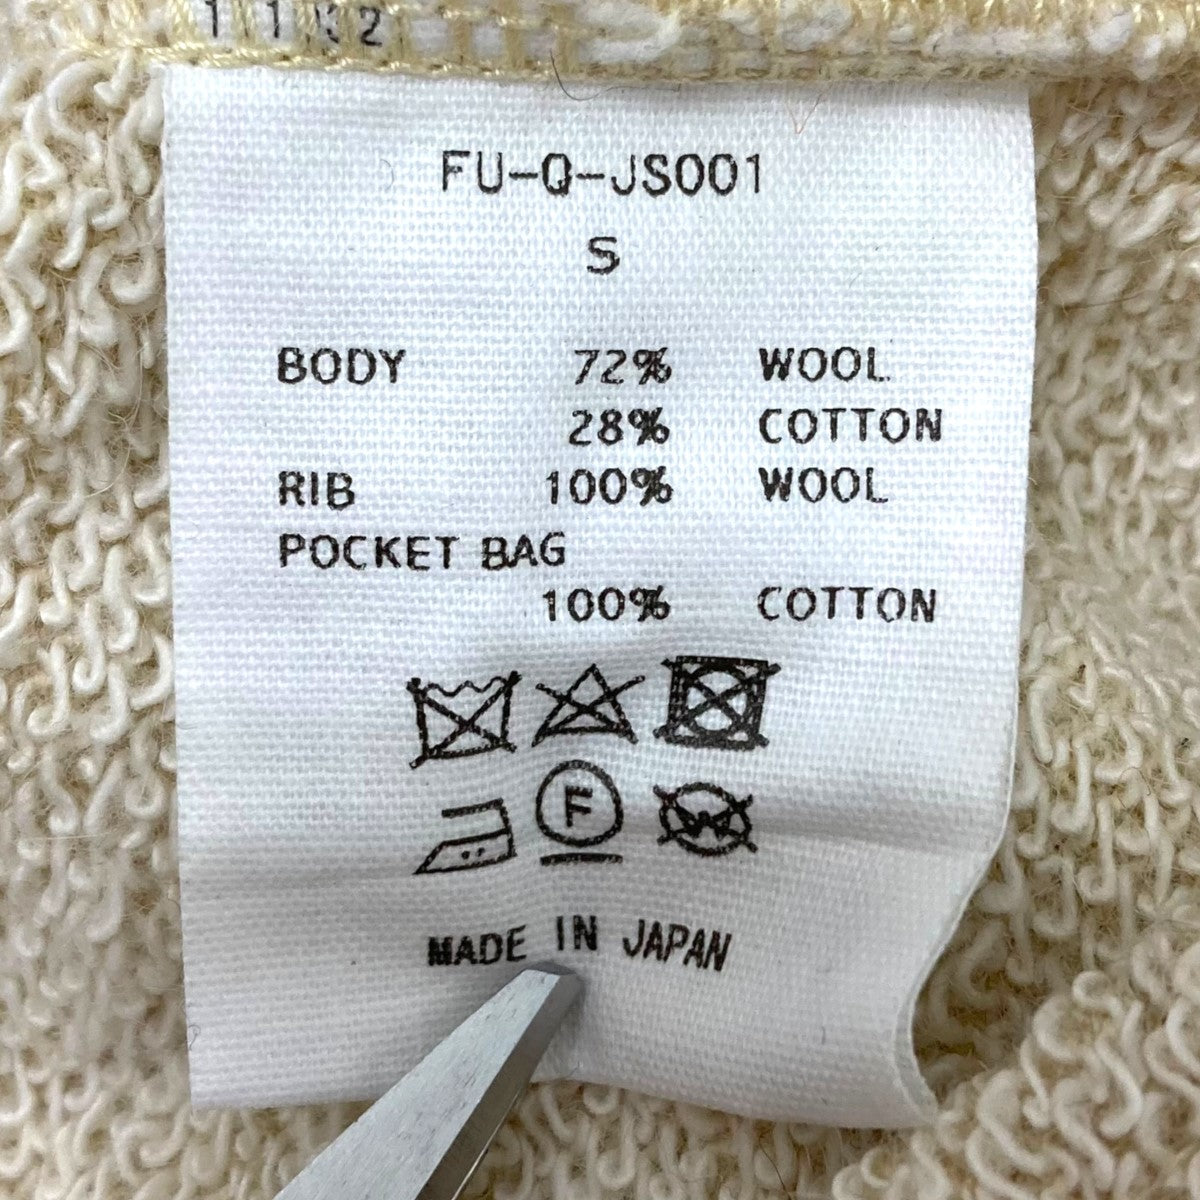 FU-Q-JS001
S
BODY 72% WOOL
28% COTTON
RIB 100% WOOL
POCKET BAG
100% COTTON
F
W
MADE IN JAPAN